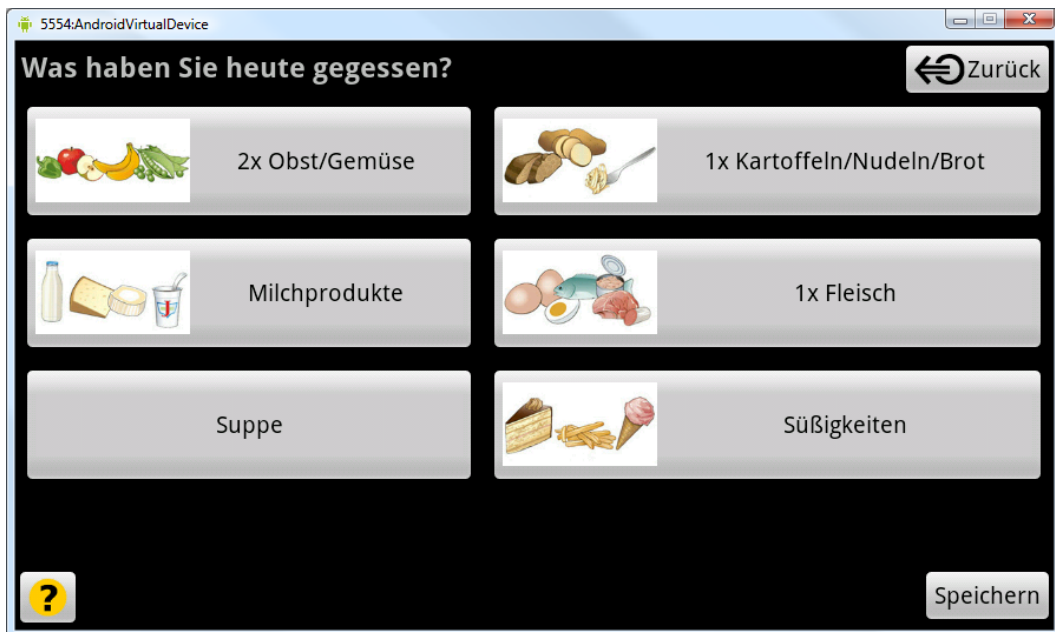 5554:AndroidVirtualDevice
Was haben Sie heute gegessen?
Zurück
2x Obst/Gemüse
1x Kartoffeln/Nudeln/Brot
Milchprodukte
1x Fleisch
Suppe
Süßigkeiten
?
Speichern